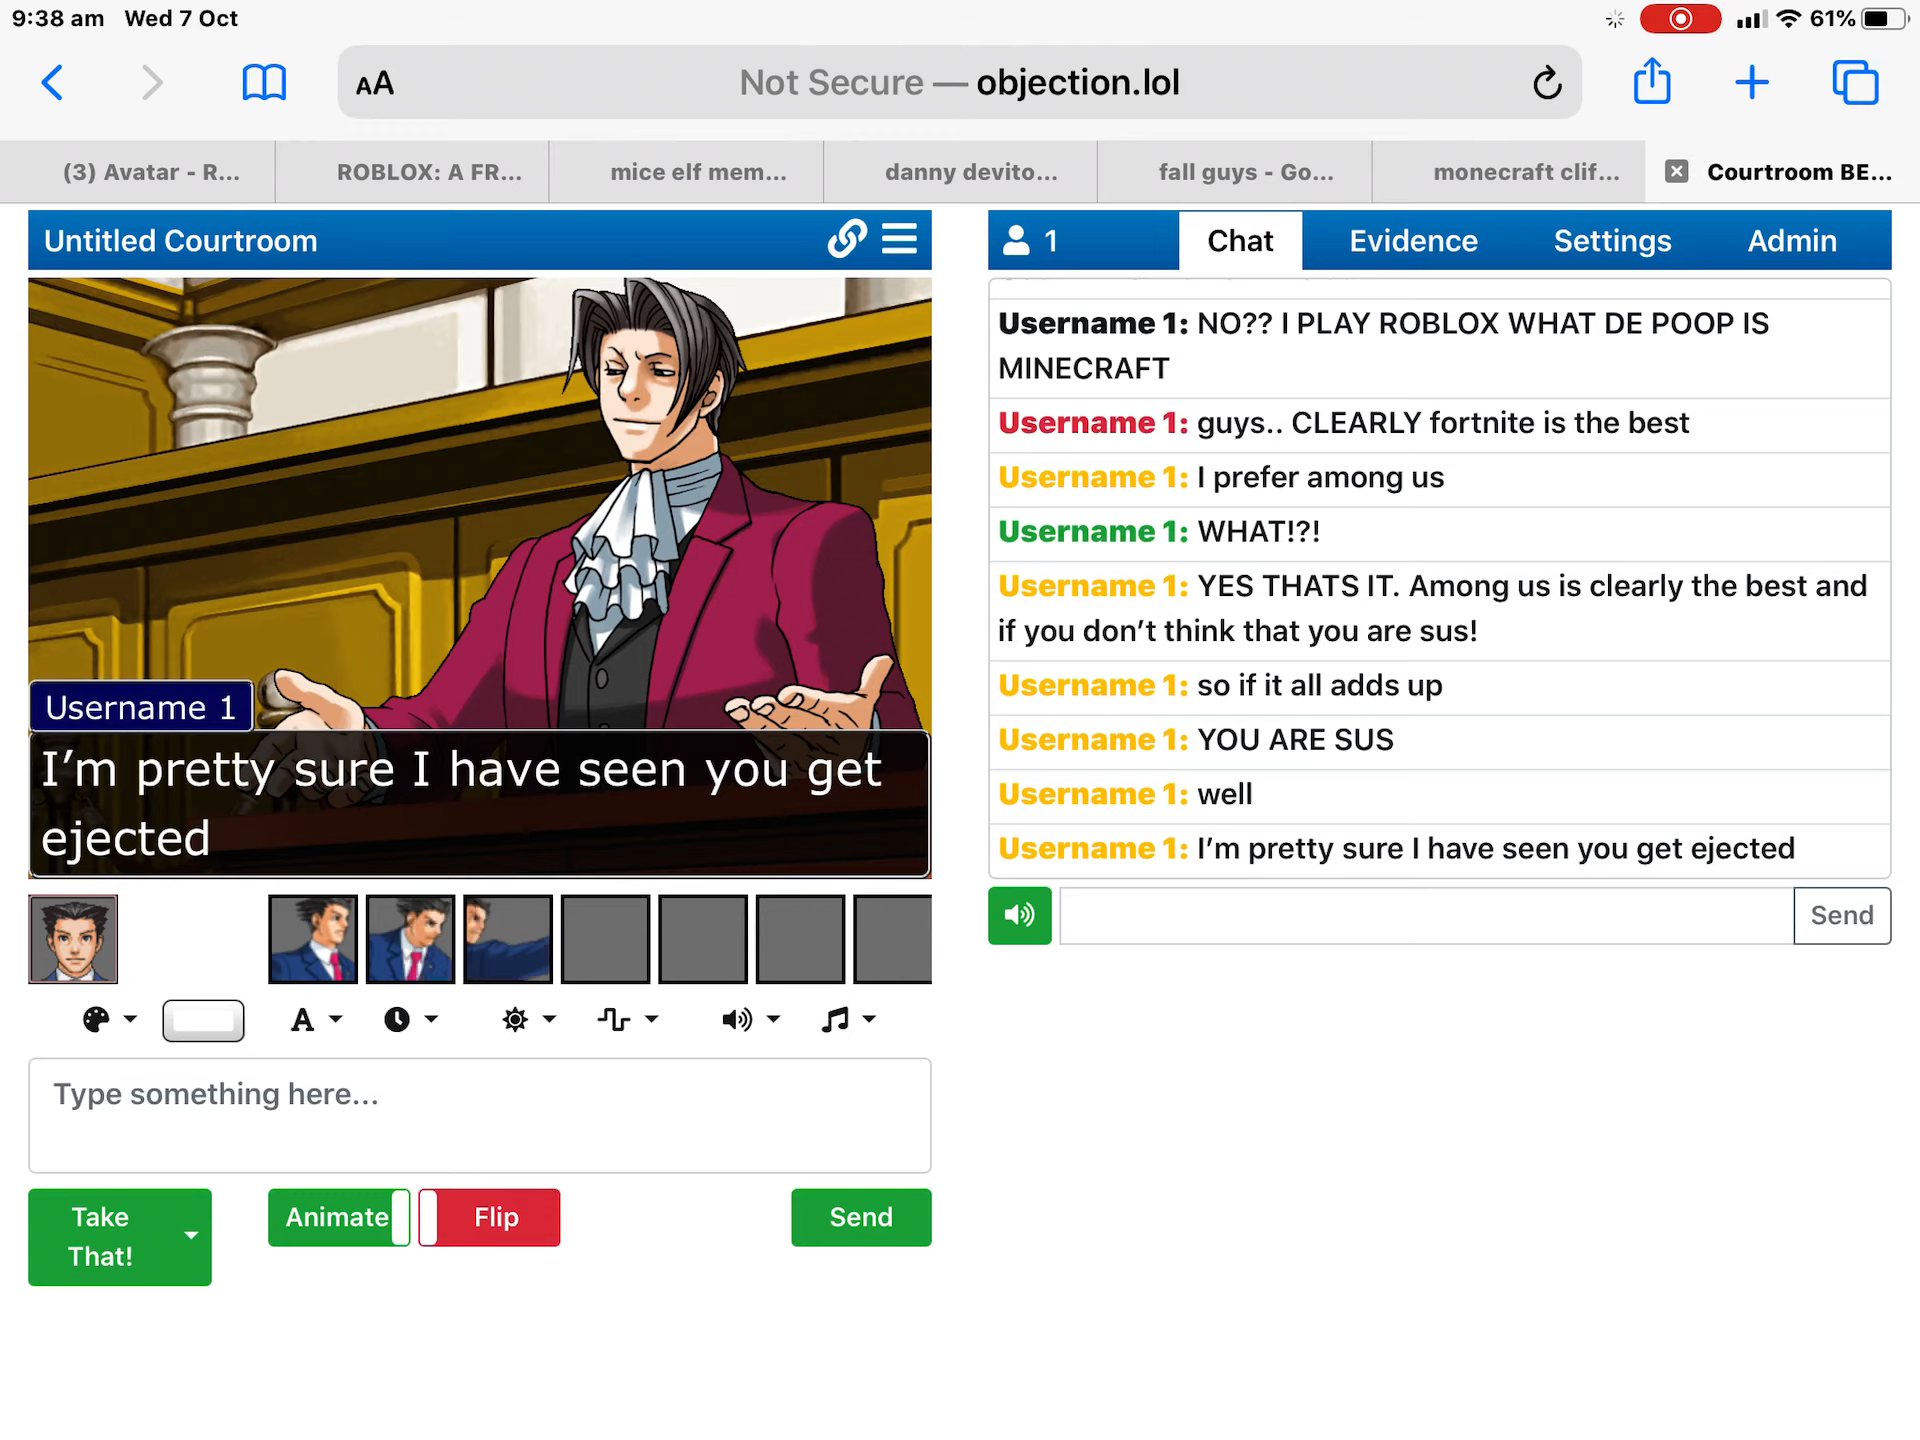 9:38 am Wed 7 Oct
61%
AA
Not Secure — objection.lol
(3) Avatar - R...
ROBLOX: A FR...
mice elf mem...
danny devito...
fall guys - Go...
monecraft clif...
Courtroom BE...
Untitled Courtroom
1
Chat
Evidence
Settings
Admin
Username 1
I’m pretty sure I have seen you get
ejected
A
Type something here...
Take
That!
Animate
Flip
Send
Username 1: NO?? I PLAY ROBLOX WHAT DE POOP IS
MINECRAFT
Username 1: guys.. CLEARLY fortnite is the best
Username 1: I prefer among us
Username 1: WHAT!?!
Username 1: YES THATS IT. Among us is clearly the best and
if you don’t think that you are sus!
Username 1: so if it all adds up
Username 1: YOU ARE SUS
Username 1: well
Username 1: I’m pretty sure I have seen you get ejected
Send